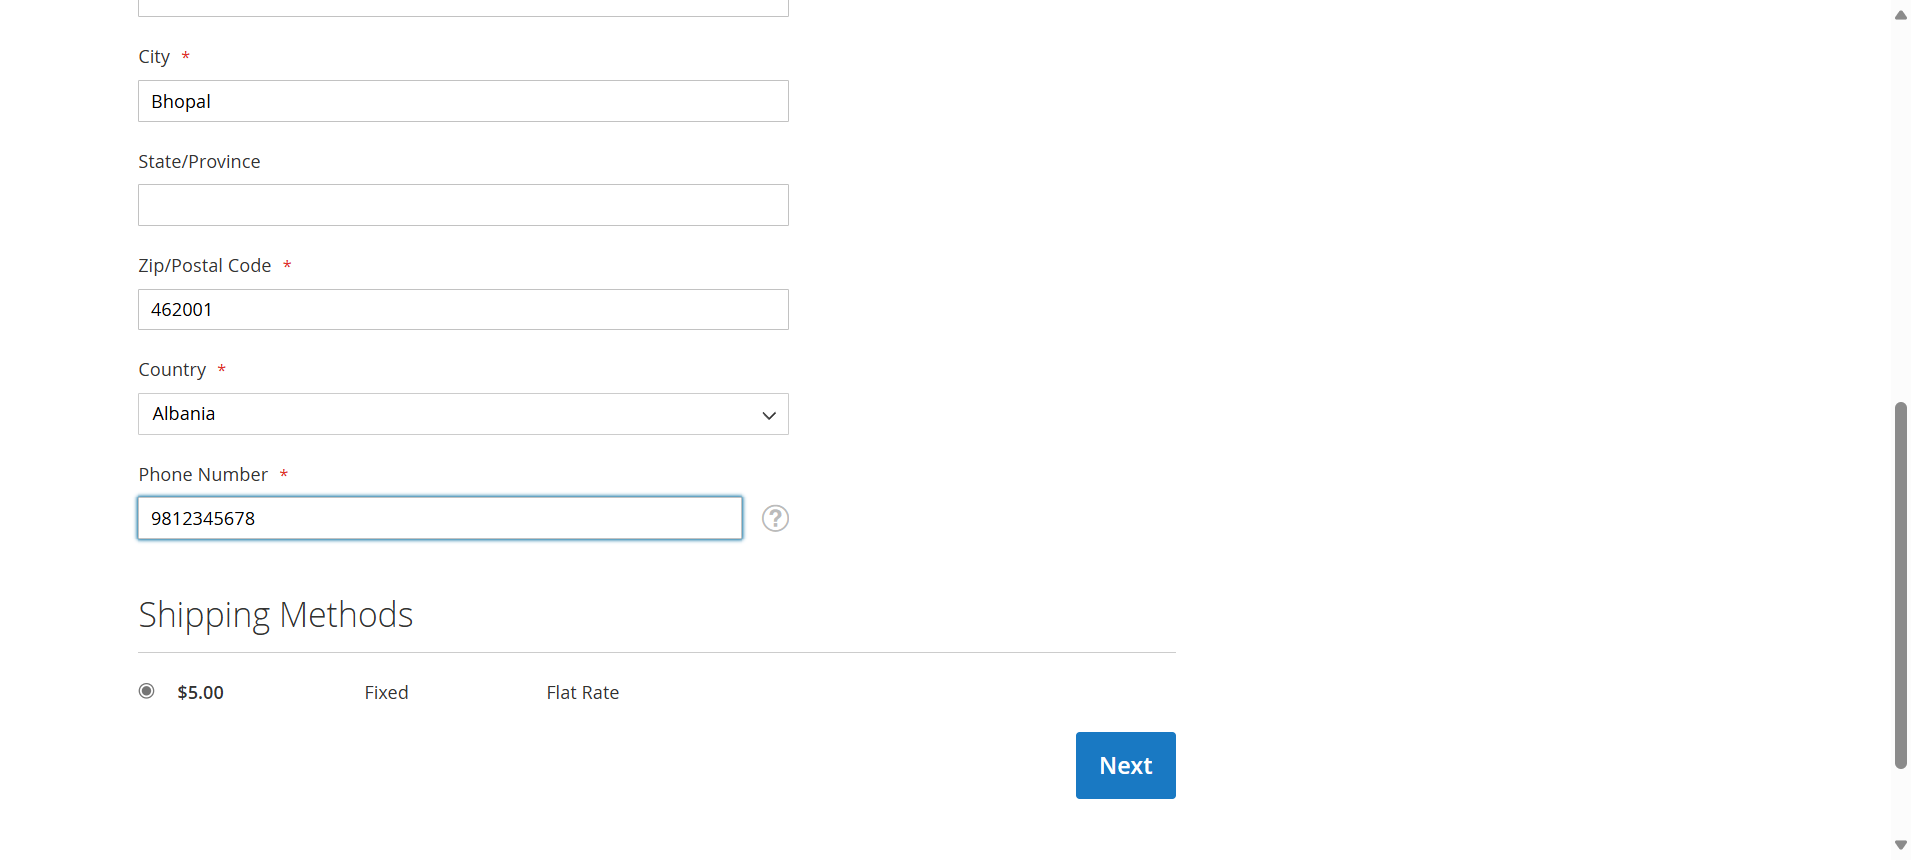 City *
Bhopal
State/Province
Zip/Postal Code *
462001
Country *
Albania
Phone Number *
9812345678
?
Shipping Methods
$5.00 Fixed Flat Rate
Next